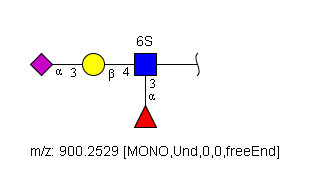 6S
α 3 β 4
3
α
m/z: 900.2529 [MONO,Und,0,0,freeEnd]